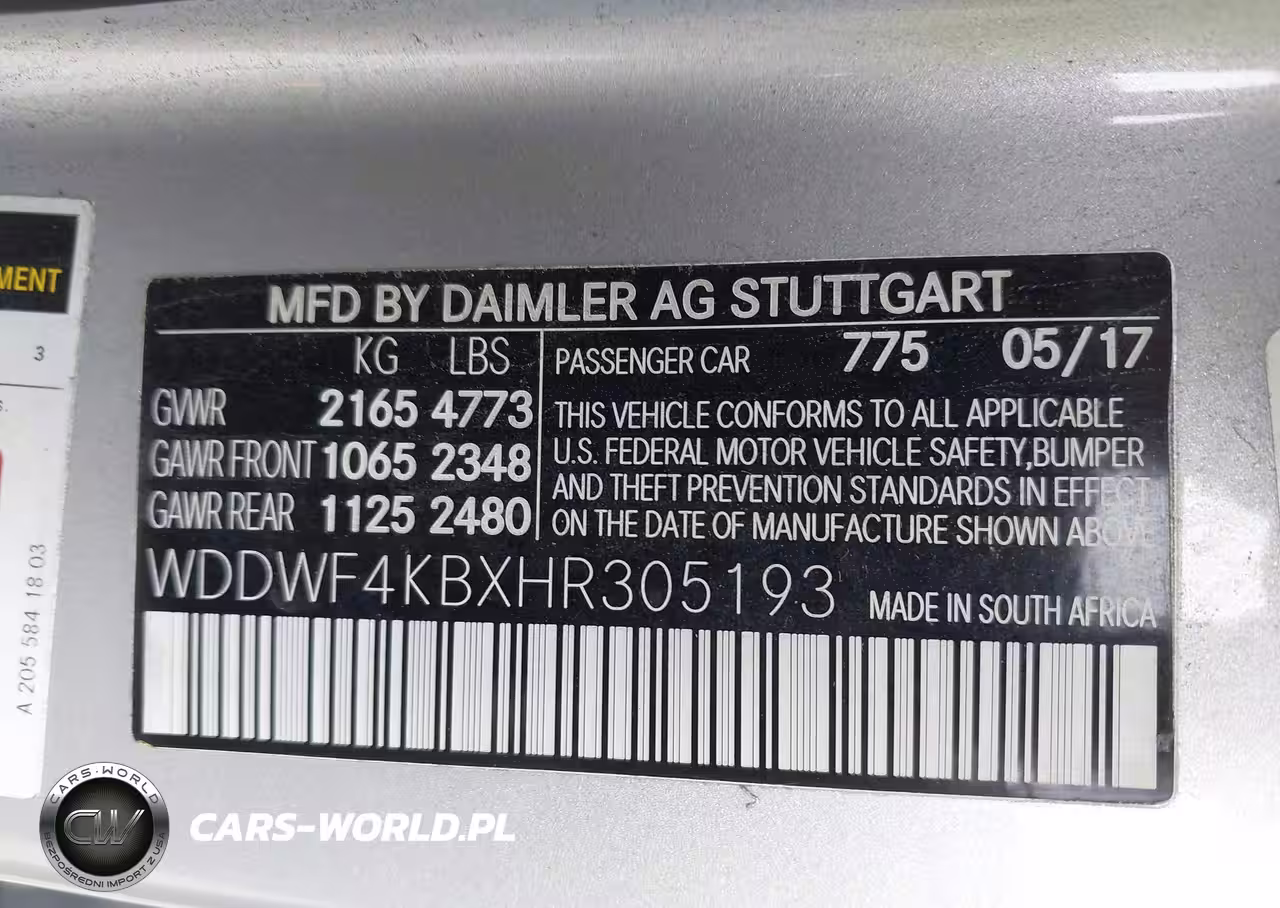 MENT
3
S.
A 205 584 18 03
MFD BY DAIMLER AG STUTTGART
KG LBS
GVWR 2165 4773
GAWR FRONT 1065 2348
GAWR REAR 1125 2480
PASSENGER CAR 775 05/17
THIS VEHICLE CONFORMS TO ALL APPLICABLE
U.S. FEDERAL MOTOR VEHICLE SAFETY,BUMPER
AND THEFT PREVENTION STANDARDS IN EFFECT
ON THE DATE OF MANUFACTURE SHOWN ABOVE
WDDWF4KBXHR305193 MADE IN SOUTH AFRICA
CARS-WORLD
CW
BEZPOŚREDNI IMPORT Z USA
CARS-WORLD.PL